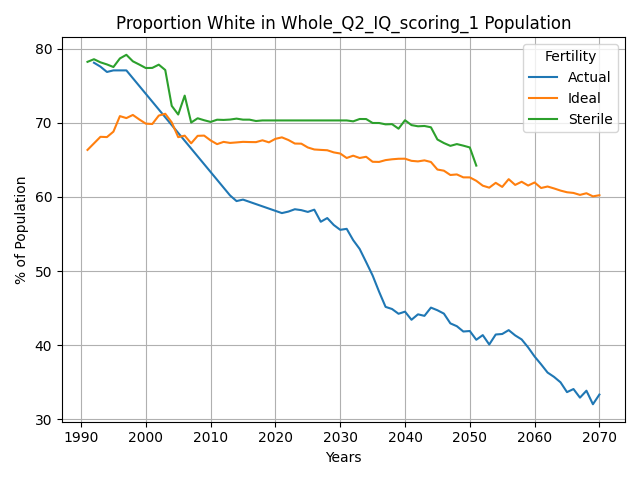 Proportion White in Whole_Q2_IQ_scoring_1 Population
Fertility
Actual
Ideal
Sterile
% of Population
80
70
60
50
40
30
1990 2000 2010 2020 2030 2040 2050 2060 2070
Years